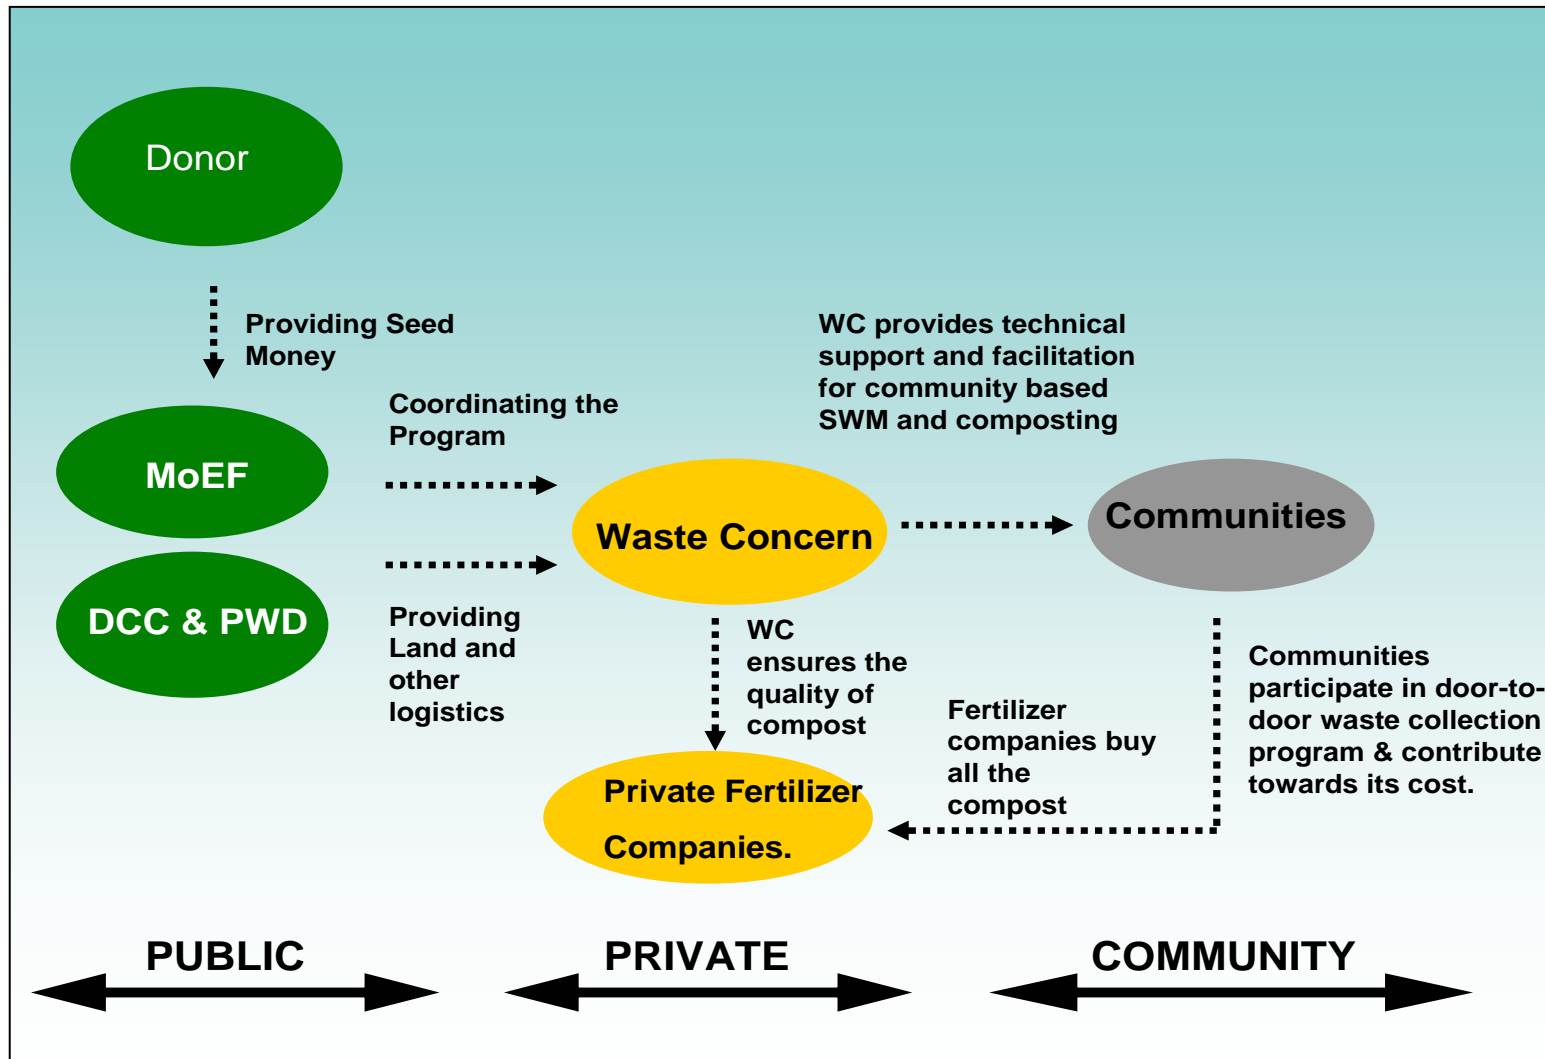 Donor
Providing Seed
Money
WC provides technical
support and facilitation
for community based
SWM and composting
Coordinating the
Program
MoEF
Waste Concern
Communities
DCC & PWD
Providing
Land and
other
logistics
WC
ensures the
quality of
compost
Fertilizer
companies buy
all the
compost
Communities
participate in door-to-
door waste collection
program & contribute
towards its cost.
Private Fertilizer
Companies.
PUBLIC
PRIVATE
COMMUNITY